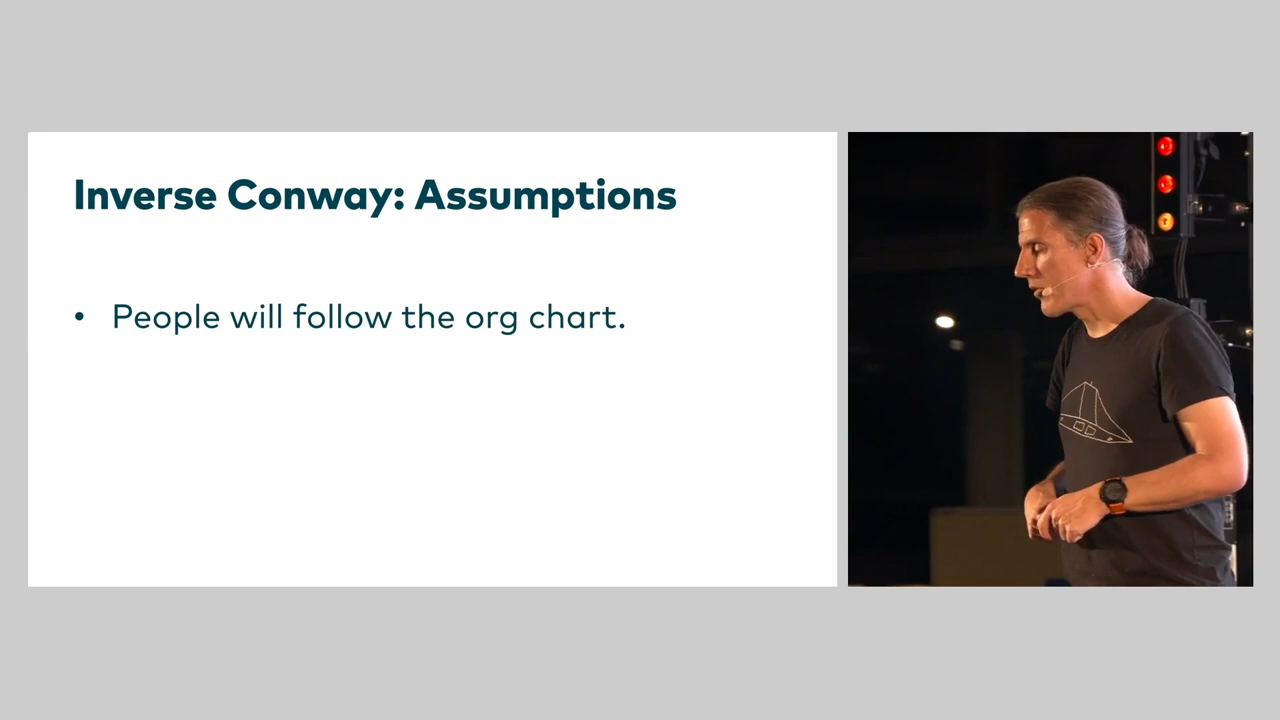 Inverse Conway: Assumptions
• People will follow the org chart.